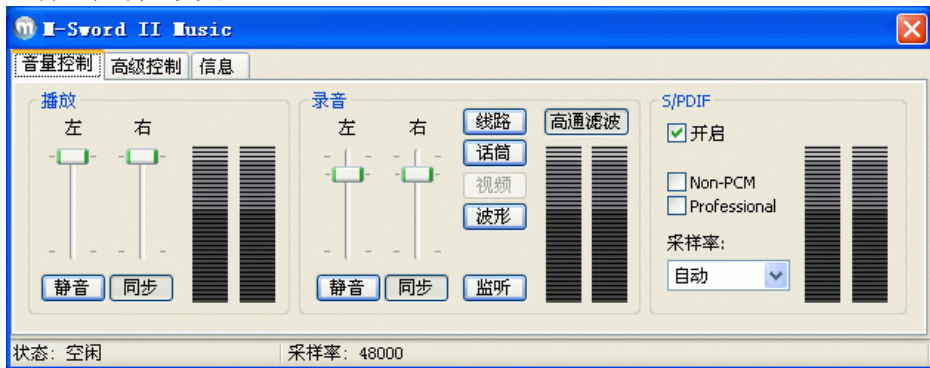 M-Sword II Music
音量控制 高级控制 信息
播放
左 右
静音 同步
录音
左 右
线路
话筒
视频
波形
高通滤波
静音 同步 监听
S/PDIF
开启
Non-PCM
Professional
采样率:
自动
状态: 空闲 采样率: 48000